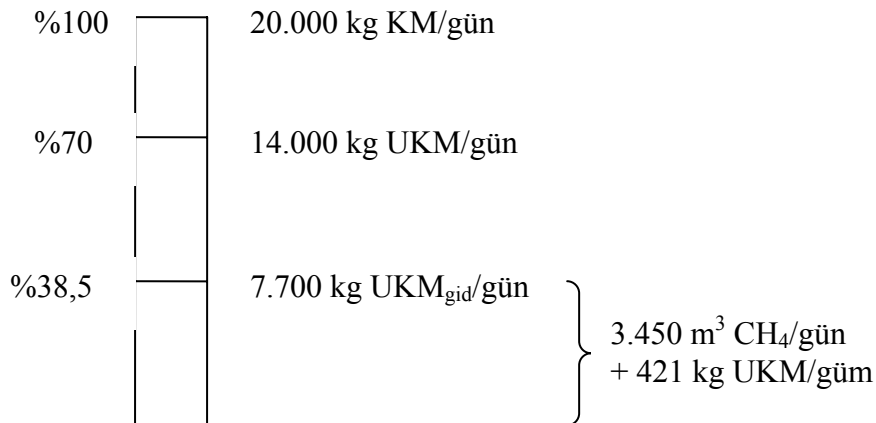 %100 20.000 kg KM/gün
%70 14.000 kg UKM/gün
%38,5 7.700 kg UKM_gid/gün
3.450 m³ CH₄/gün
+ 421 kg UKM/güm